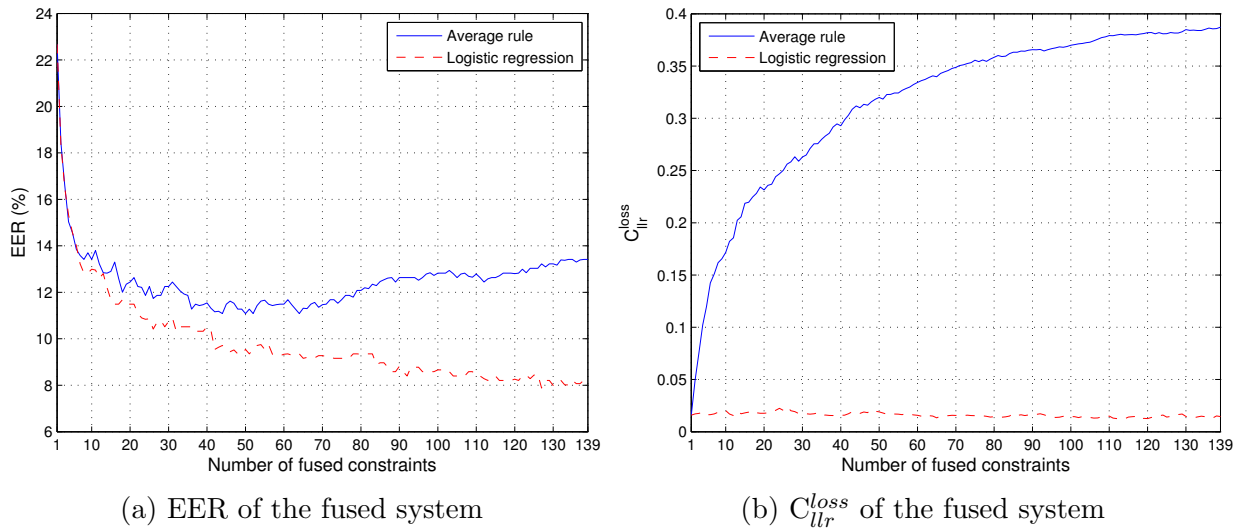 24
22
20
18
16
14
12
10
8
6
EER (%)
Average rule
Logistic regression
1 10 20 30 40 50 60 70 80 90 100 110 120 130 139
Number of fused constraints
(a) EER of the fused system
0.4
0.35
0.3
0.25
0.2
0.15
0.1
0.05
0
C_{llr}^{loss}
Average rule
Logistic regression
1 10 20 30 40 50 60 70 80 90 100 110 120 130 139
Number of fused constraints
(b) C_{llr}^{loss} of the fused system